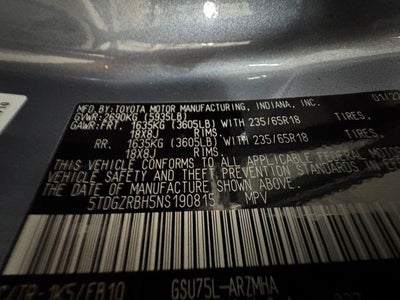 MFD.BY:TOYOTA MOTOR MANUFACTURING, INDIANA, INC. 01/22
GVWR:2690KG (5935LB)
GAWR:FRT. 1635KG (3605LB) WITH 235/65R18 TIRES,
18X8J RIMS,
RR. 1635KG (3605LB) WITH 235/65R18 TIRES,
18X8J RIMS,
THIS VEHICLE CONFORMS TO ALL APPLICABLE FEDERAL MOTOR
VEHICLE SAFETY AND THEFT PREVENTION STANDARDS IN EFFECT
THE DATE OF MANUFACTURE SHOWN ABOVE.
5TDGZRBH5NS190815 MPV
GSU75L-ARZMHA